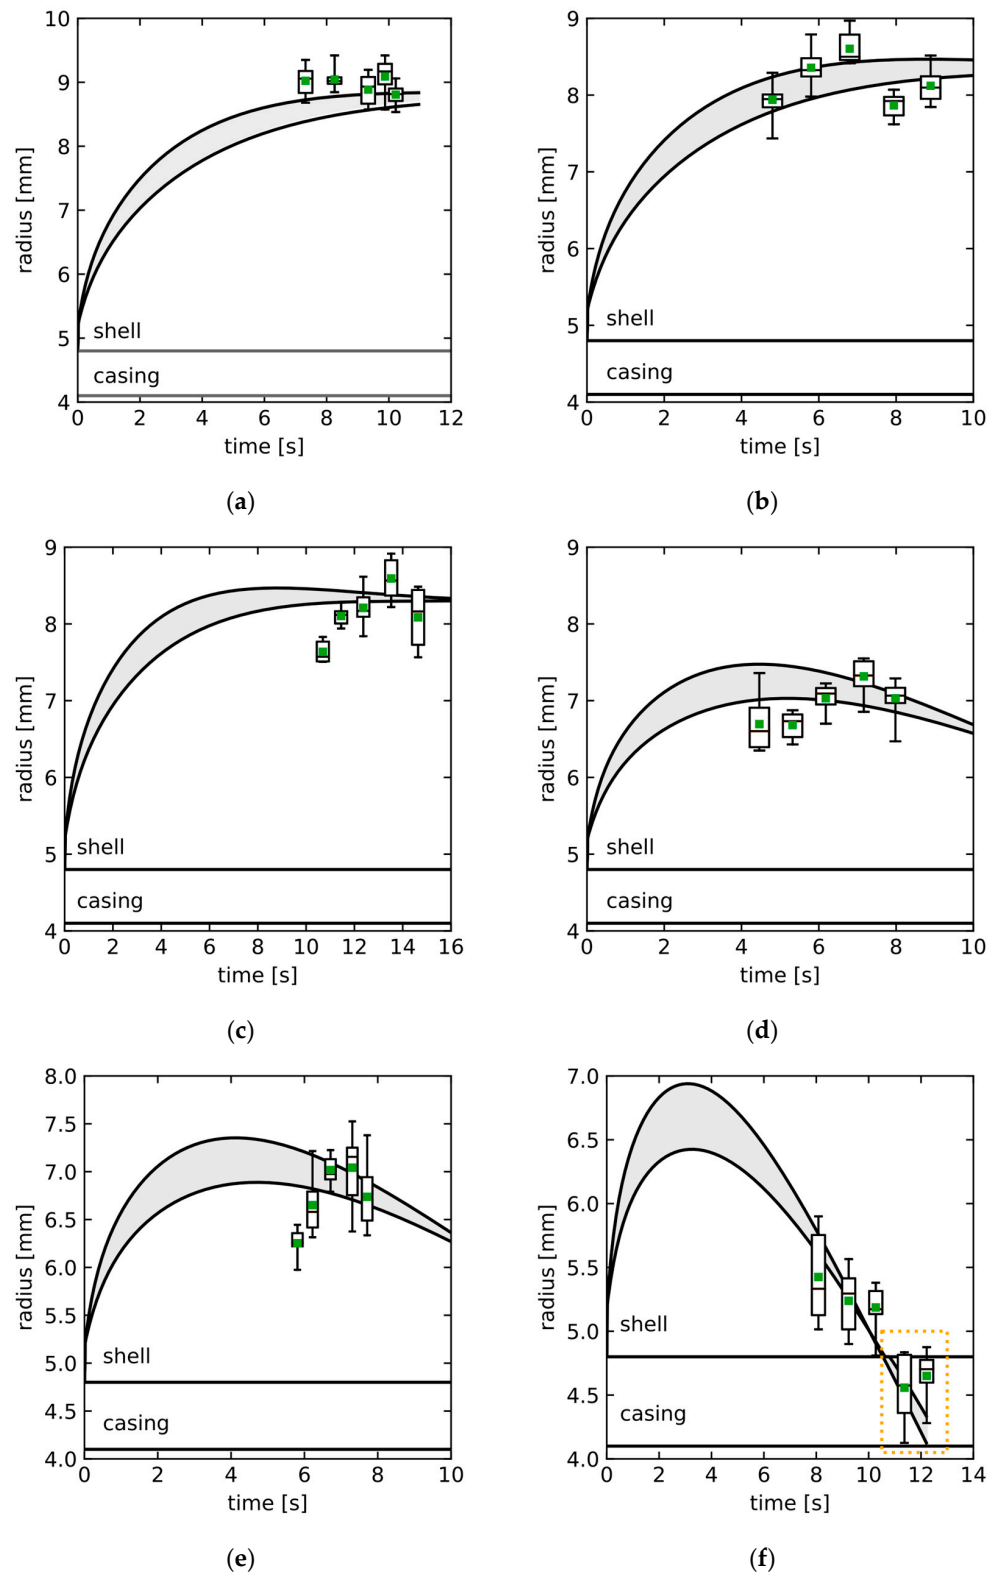 10
9
8
7
6
5
4
radius [mm]
shell
casing
0 2 4 6 8 10 12
time [s]
(a)
9
8
7
6
5
4
radius [mm]
shell
casing
0 2 4 6 8 10
time [s]
(b)
9
8
7
6
5
4
radius [mm]
shell
casing
0 2 4 6 8 10 12 14 16
time [s]
(c)
9
8
7
6
5
4
radius [mm]
shell
casing
0 2 4 6 8 10
time [s]
(d)
8.0
7.5
7.0
6.5
6.0
5.5
5.0
4.5
4.0
radius [mm]
shell
casing
0 2 4 6 8 10
time [s]
(e)
7.0
6.5
6.0
5.5
5.0
4.5
4.0
radius [mm]
shell
casing
0 2 4 6 8 10 12 14
time [s]
(f)